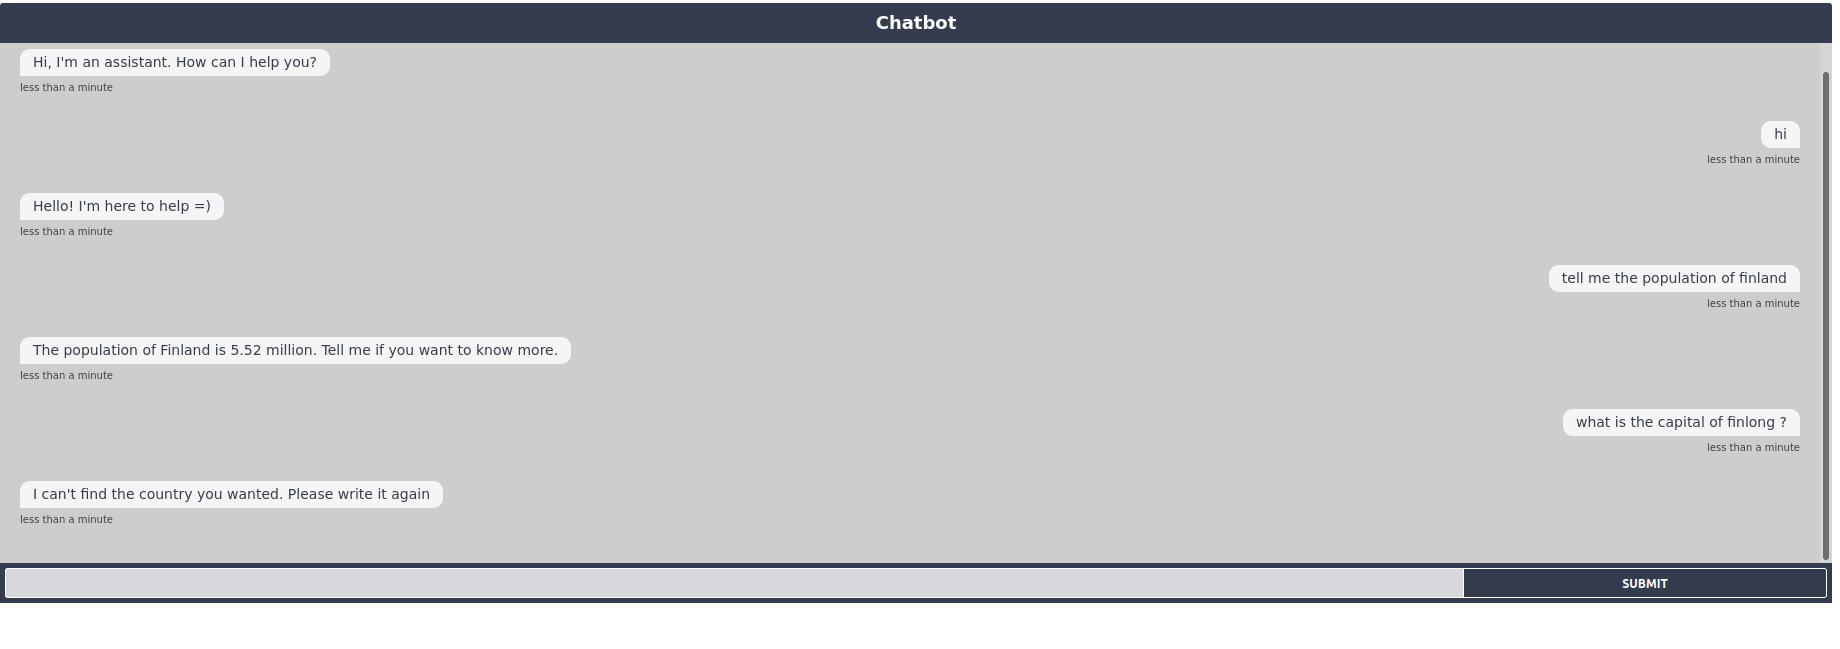 Chatbot
Hi, I'm an assistant. How can I help you?
less than a minute
hi
less than a minute
Hello! I'm here to help =)
less than a minute
tell me the population of finland
less than a minute
The population of Finland is 5.52 million. Tell me if you want to know more.
less than a minute
what is the capital of finlong ?
less than a minute
I can't find the country you wanted. Please write it again
less than a minute
SUBMIT